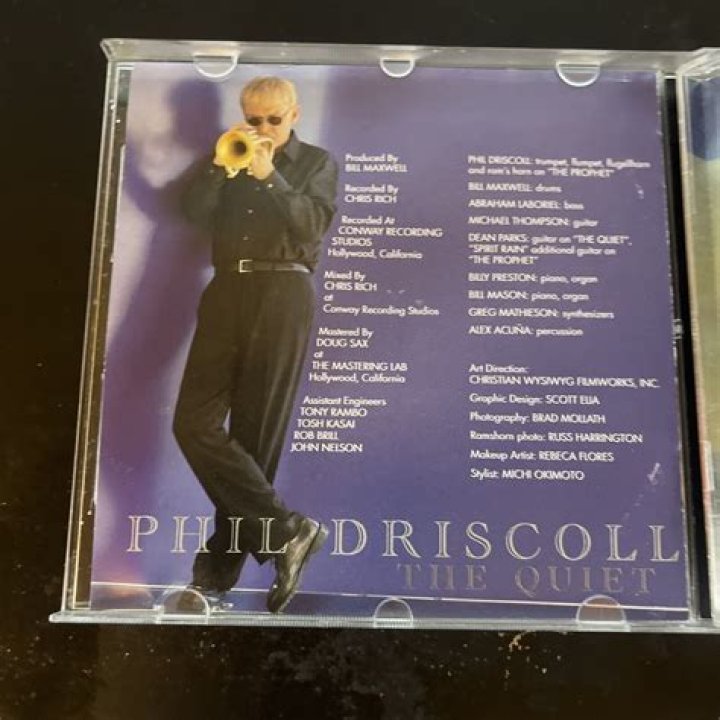 Produced By
BILL MAXWELL
Recorded By
CHRIS RICH
Recorded At
CONWAY RECORDING
STUDIOS
Hollywood, California
Mixed By
CHRIS RICH
at
Conway Recording Studios
Mastered By
DOUG SAX
at
THE MASTERING LAB
Hollywood, California
Assistant Engineers
TONY RAMBO
TOSH KASAI
ROB BRILL
JOHN NELSON
PHIL DRISCOLL: trumpet, flumpet, flugelhorn
and ram's horn on "THE PROPHET"
BILL MAXWELL: drums
ABRAHAM LABORIEL: bass
MICHAEL THOMPSON: guitar
DEAN PARKS: guitar on "THE QUIET",
"SPIRIT RAIN" additional guitar on
"THE PROPHET"
BILLY PRESTON: piano, organ
BILL MASON: piano, organ
GREG MATHIESON: synthesizers
ALEX ACUÑA: percussion
Art Direction:
CHRISTIAN WYSIWYG FILMWORKS, INC.
Graphic Design: SCOTT ELIA
Photography: BRAD MOLLATH
Ramshorn photo: RUSS HARRINGTON
Makeup Artist: REBECA FLORES
Stylist: MICHI OKIMOTO
PHIL DRISCOLL
THE QUIET